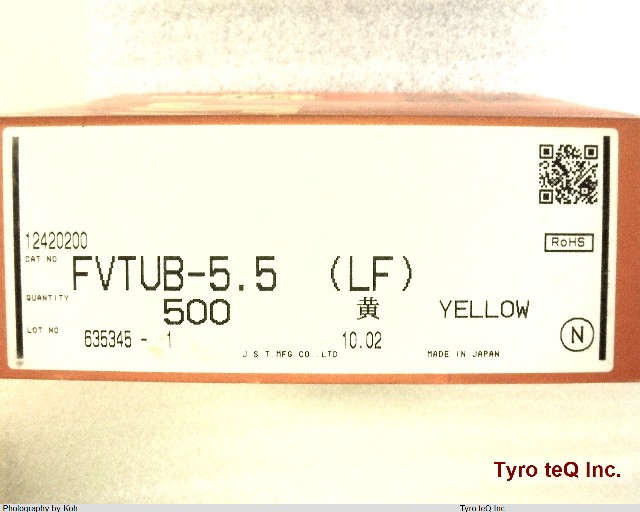 12420200
RoHS
CAT NO FVTUB-5.5 (LF)
QUANTITY 500 黄 YELLOW
LOT NO 635345 - 1 10.02 N
J.S.T MFG CO.,LTD MADE IN JAPAN
Tyro teQ Inc.
Photography by Koh Tyro teQ Inc